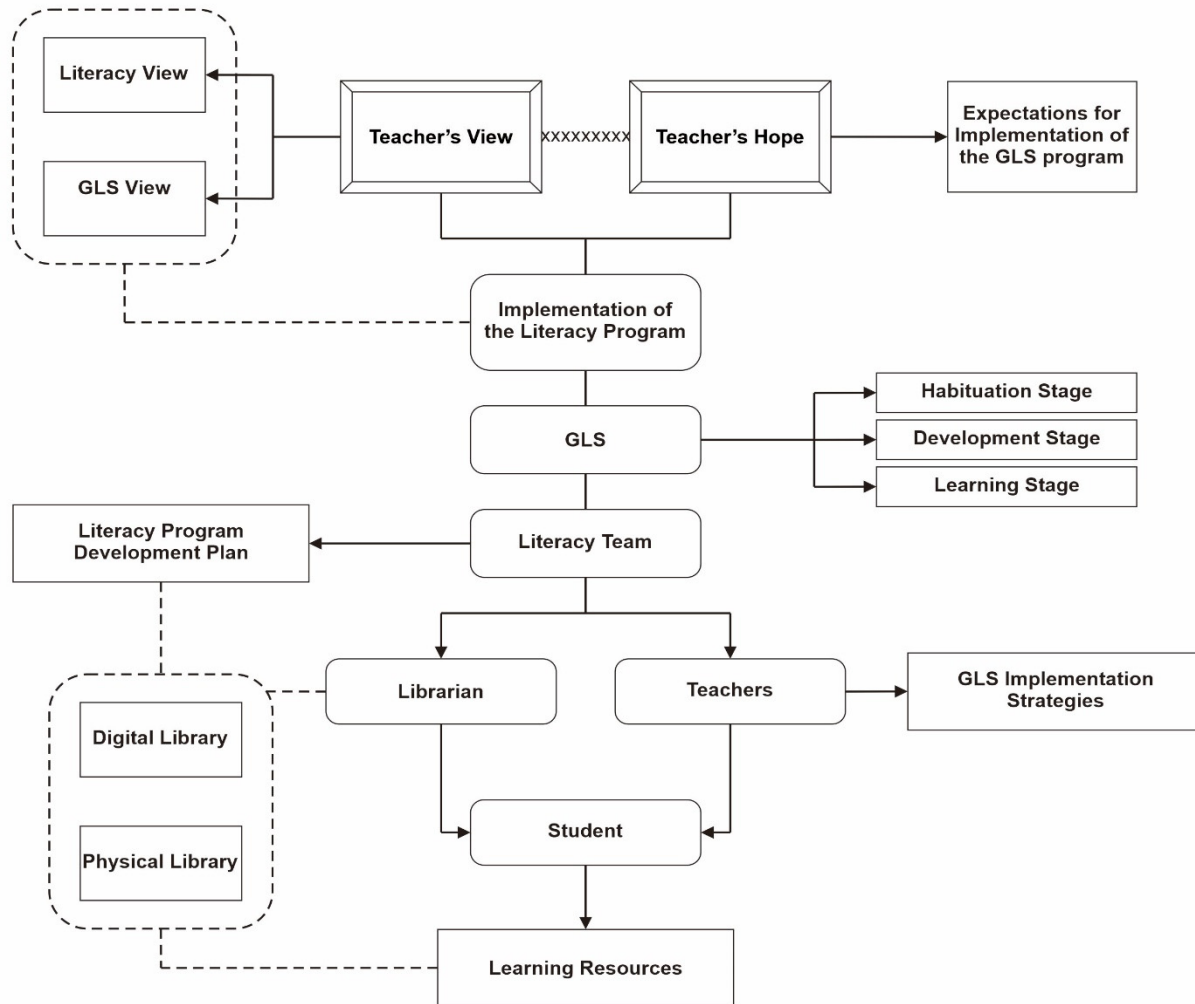 Literacy View
GLS View
Teacher’s View
xxxxxxxxx
Teacher’s Hope
Expectations for
Implementation of
the GLS program
Implementation of
the Literacy Program
GLS
Habituation Stage
Development Stage
Learning Stage
Literacy Team
Literacy Program
Development Plan
Librarian
Teachers
GLS Implementation
Strategies
Digital Library
Physical Library
Student
Learning Resources